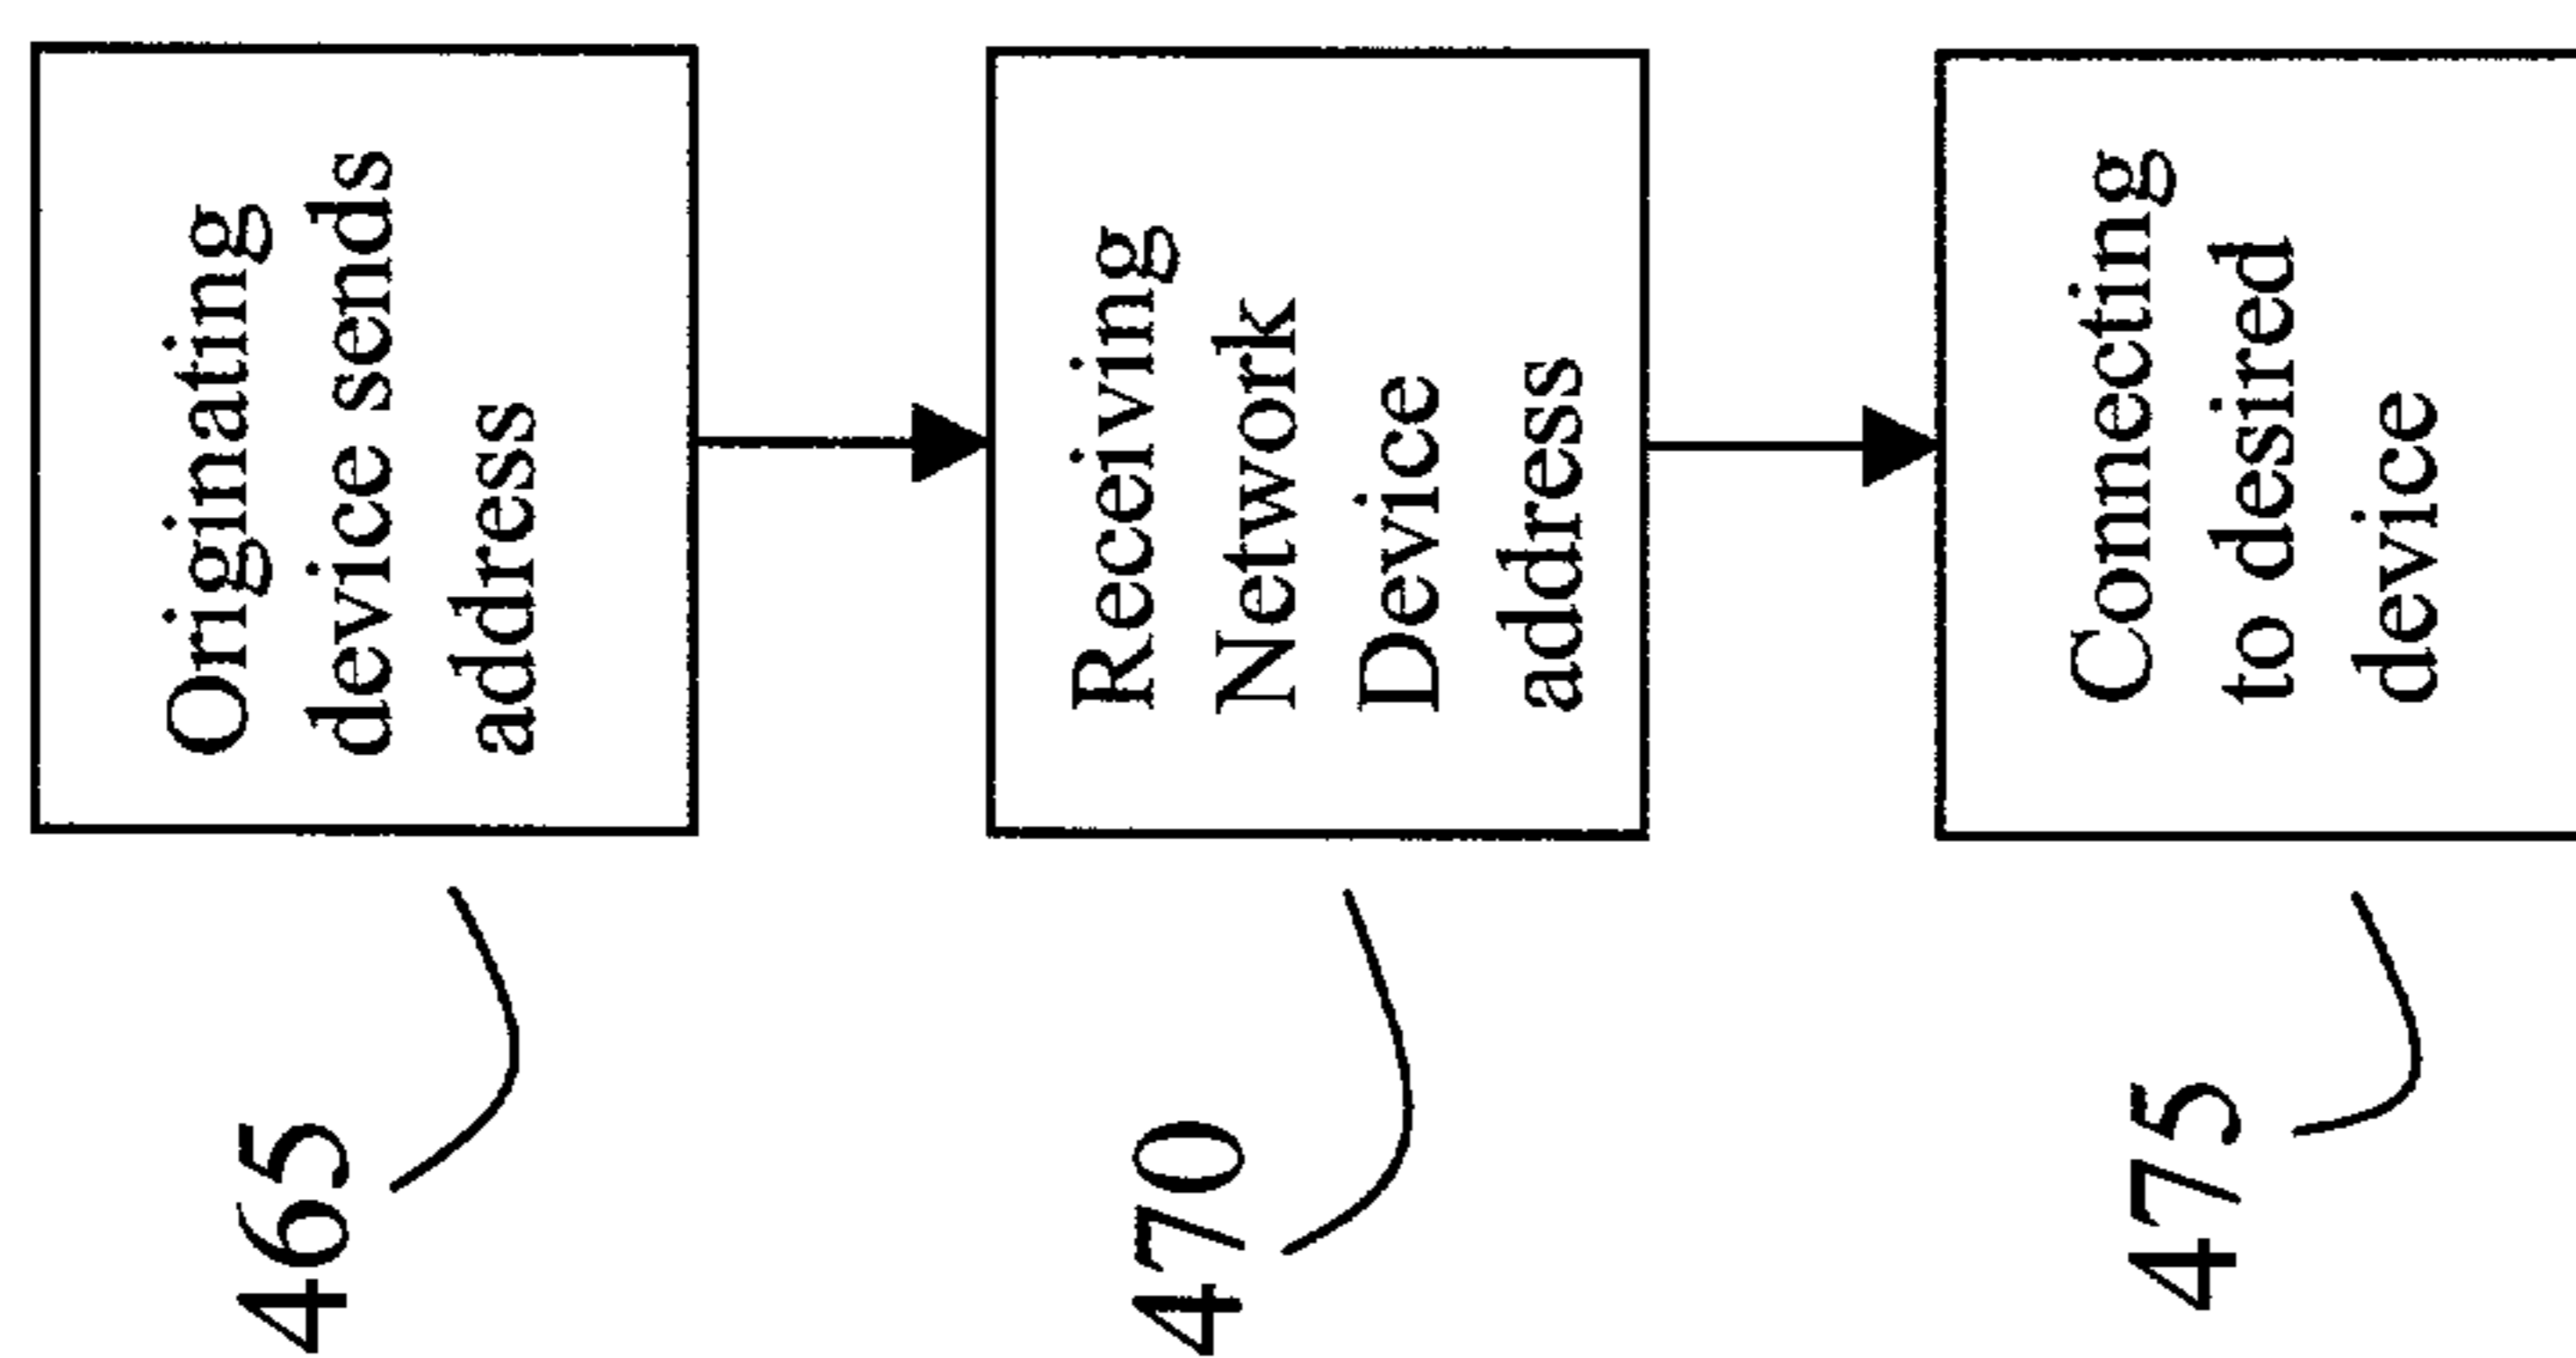 465
Originating
device sends
address
470
Receiving
Network
Device
address
475
Connecting
to desired
device